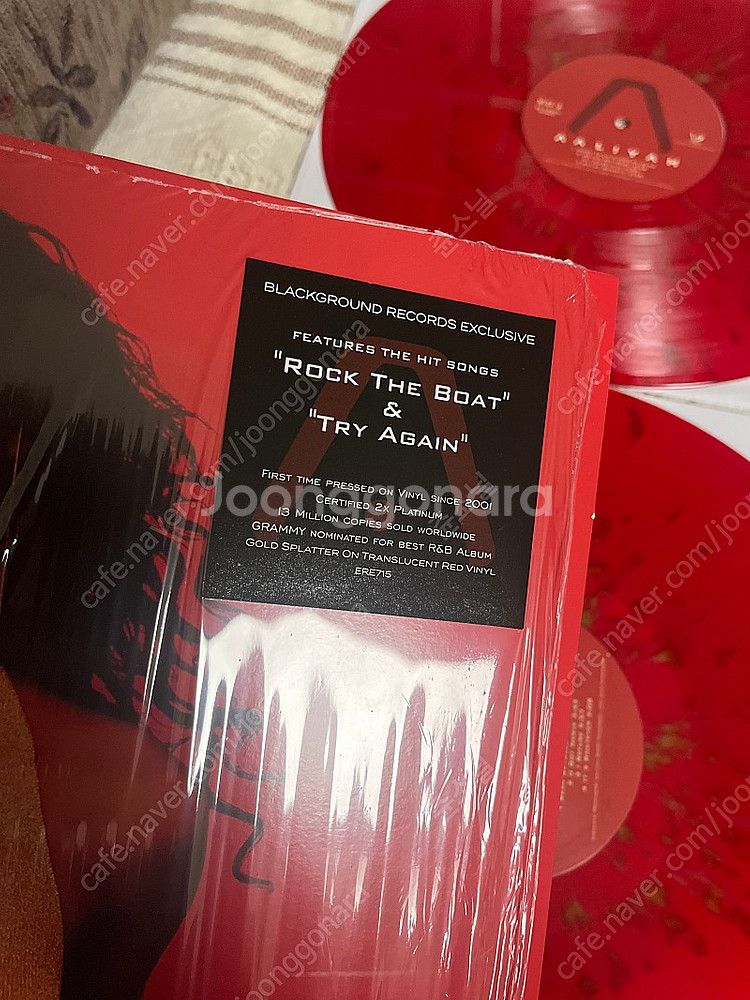 AALIYAH
BLACKGROUND RECORDS EXCLUSIVE
FEATURES THE HIT SONGS
"ROCK THE BOAT"
&
"TRY AGAIN"
FIRST TIME PRESSED ON VINYL SINCE 2001
CERTIFIED 2X PLATINUM
13 MILLION COPIES SOLD WORLDWIDE
GRAMMY NOMINATED FOR BEST R&B ALBUM
GOLD SPLATTER ON TRANSLUCENT RED VINYL
ERE715
Joonggonara
cafe.naver.com/joonggonara